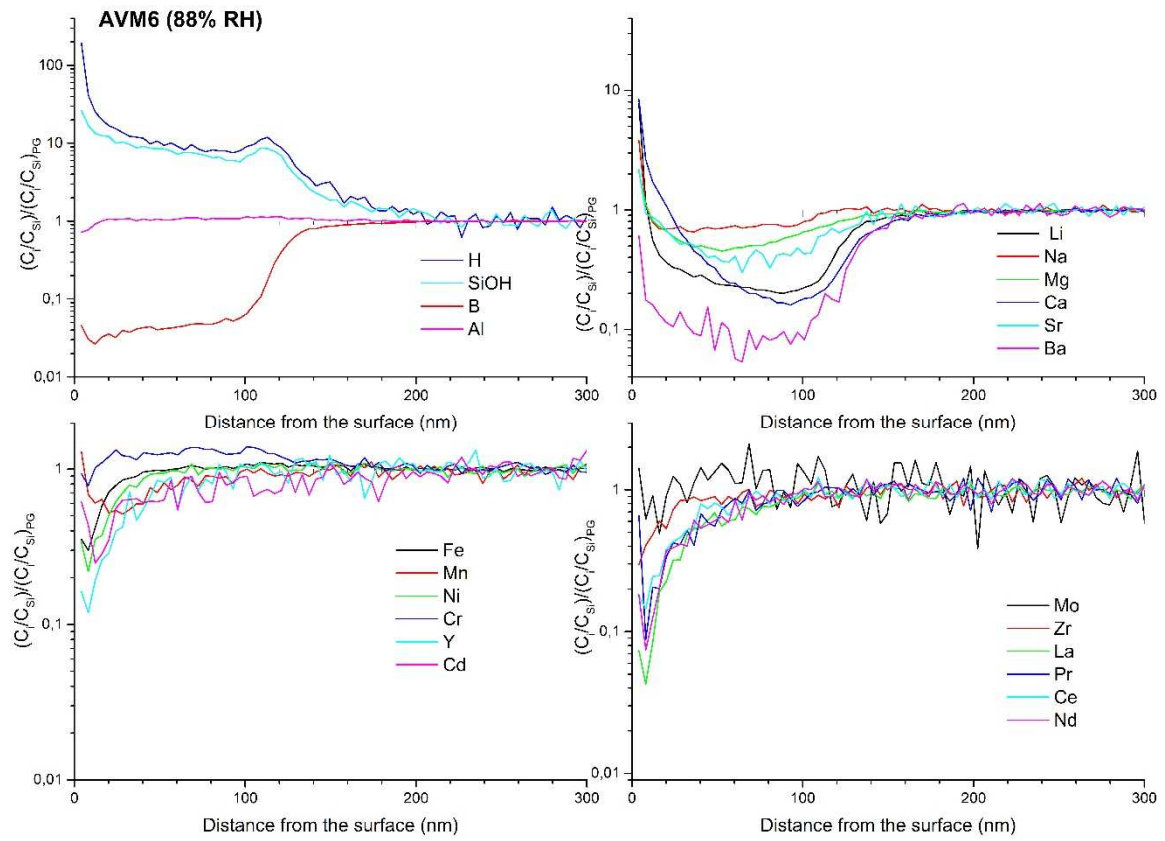 AVM6 (88% RH)
(Ci/CSi)/(Ci/CSi)PG
100
10
1
0,1
0,01
0 100 200 300
Distance from the surface (nm)
H
SiOH
B
Al
(Ci/CSi)/(Ci/CSi)PG
10
1
0,1
0 100 200 300
Distance from the surface (nm)
Li
Na
Mg
Ca
Sr
Ba
(Ci/CSi)/(Ci/CSi)PG
1
0,1
0,01
0 100 200 300
Distance from the surface (nm)
Fe
Mn
Ni
Cr
Y
Cd
(Ci/CSi)/(Ci/CSi)PG
1
0,1
0,01
0 100 200 300
Distance from the surface (nm)
Mo
Zr
La
Pr
Ce
Nd